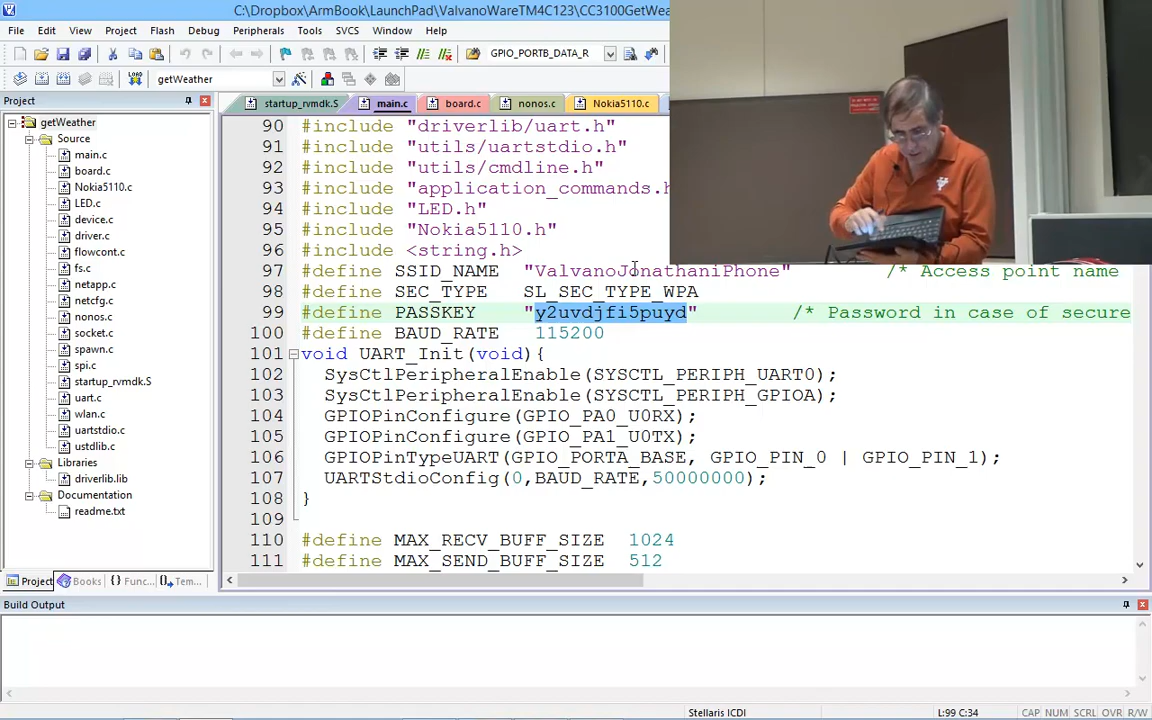 C:\Dropbox\ArmBook\LaunchPad\ValvanoWareTM4C123\CC3100GetWea
File Edit View Project Flash Debug Peripherals Tools SVCS Window Help
GPIO_PORTB_DATA_R
LOAD getWeather
Project
startup_rvmdk.S main.c board.c nonos.c Nokia5110.c
getWeather
Source
main.c
board.c
Nokia5110.c
LED.c
device.c
driver.c
flowcont.c
fs.c
netapp.c
netcfg.c
nonos.c
socket.c
spawn.c
spi.c
startup_rvmdk.S
uart.c
wlan.c
uartstdio.c
ustdlib.c
Libraries
driverlib.lib
Documentation
readme.txt
Project Books {} Func... Tem...
90 #include "driverlib/uart.h"
91 #include "utils/uartstdio.h"
92 #include "utils/cmdline.h"
93 #include "application_commands.h
94 #include "LED.h"
95 #include "Nokia5110.h"
96 #include <string.h>
97 #define SSID_NAME "ValvanoJonathaniPhone" /* Access point name
98 #define SEC_TYPE SL_SEC_TYPE_WPA
99 #define PASSKEY "y2uvdjfi5puyd" /* Password in case of secure
100 #define BAUD_RATE 115200
101 void UART_Init(void){
102 SysCtlPeripheralEnable(SYSCTL_PERIPH_UART0);
103 SysCtlPeripheralEnable(SYSCTL_PERIPH_GPIOA);
104 GPIOPinConfigure(GPIO_PA0_U0RX);
105 GPIOPinConfigure(GPIO_PA1_U0TX);
106 GPIOPinTypeUART(GPIO_PORTA_BASE, GPIO_PIN_0 | GPIO_PIN_1);
107 UARTStdioConfig(0,BAUD_RATE,50000000);
108 }
109
110 #define MAX_RECV_BUFF_SIZE 1024
111 #define MAX_SEND_BUFF_SIZE 512
Build Output
Stellaris ICDI L:99 C:34 CAP NUM SCRL OVR R/W